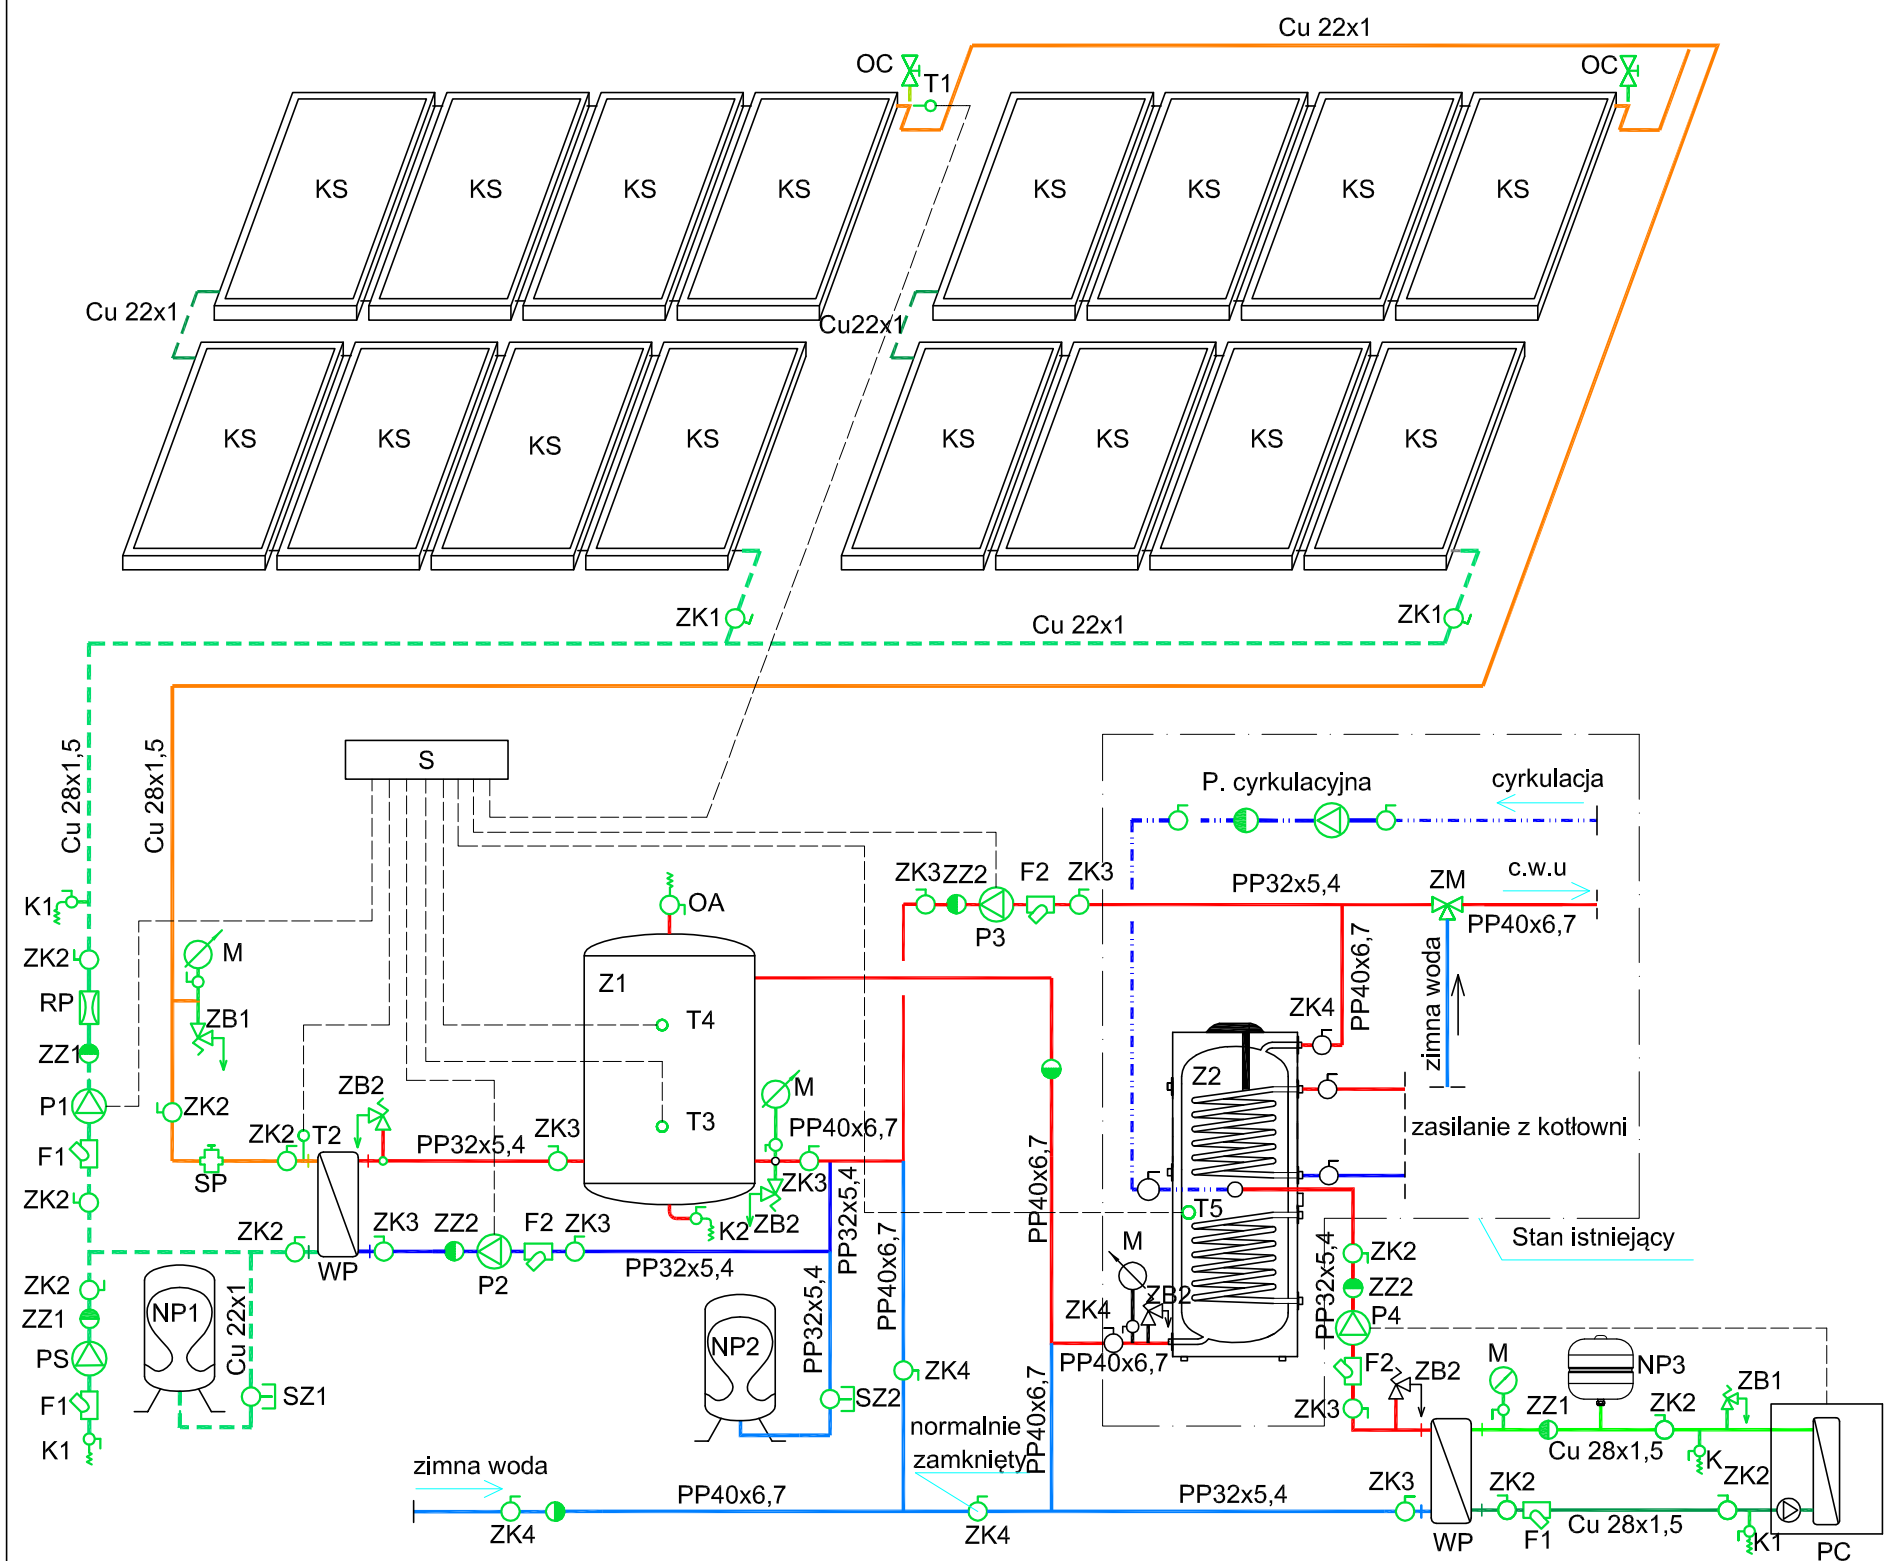 Cu 22x1
OC
T1
OC
KS KS KS KS KS KS KS KS
Cu 22x1
Cu22x1
KS KS KS KS KS KS KS KS
ZK1
Cu 22x1
ZK1
Cu 28x1,5
Cu 28x1,5
S
P. cyrkulacyjna
cyrkulacja
K1
OA
ZK3
ZZ2
F2
ZK3
P3
PP32x5,4
ZM
c.w.u
PP40x6,7
ZK2
M
RP
ZB1
Z1
T4
PP40x6,7
zimna woda
ZK4
ZZ1
P1
ZK2
ZB2
M
Z2
T3
F1
ZK2
T2
PP32x5,4
ZK3
PP40x6,7
zasilanie z kotłowni
SP
ZK3
ZK2
ZK2
ZK3
ZZ2
F2
ZK3
K2
ZB2
PP32x5,4
PP40x6,7
PP40x6,7
T5
M
Stan istniejący
WP
P2
PP32x5,4
ZK2
ZK2
ZZ2
ZZ1
NP1
Cu 22x1
PP32x5,4
ZK4
ZB2
PP32x5,4
P4
PS
NP2
PP40x6,7
F2
ZB2
M
NP3
F1
SZ1
SZ2
ZK4
ZK3
ZZ1
ZK2
ZB1
K1
normalnie
zamknięty
PP40x6,7
Cu 28x1,5
K
ZK2
zimna woda
PP40x6,7
PP32x5,4
ZK3
ZK2
ZK4
ZK4
WP
F1
Cu 28x1,5
K1
PC